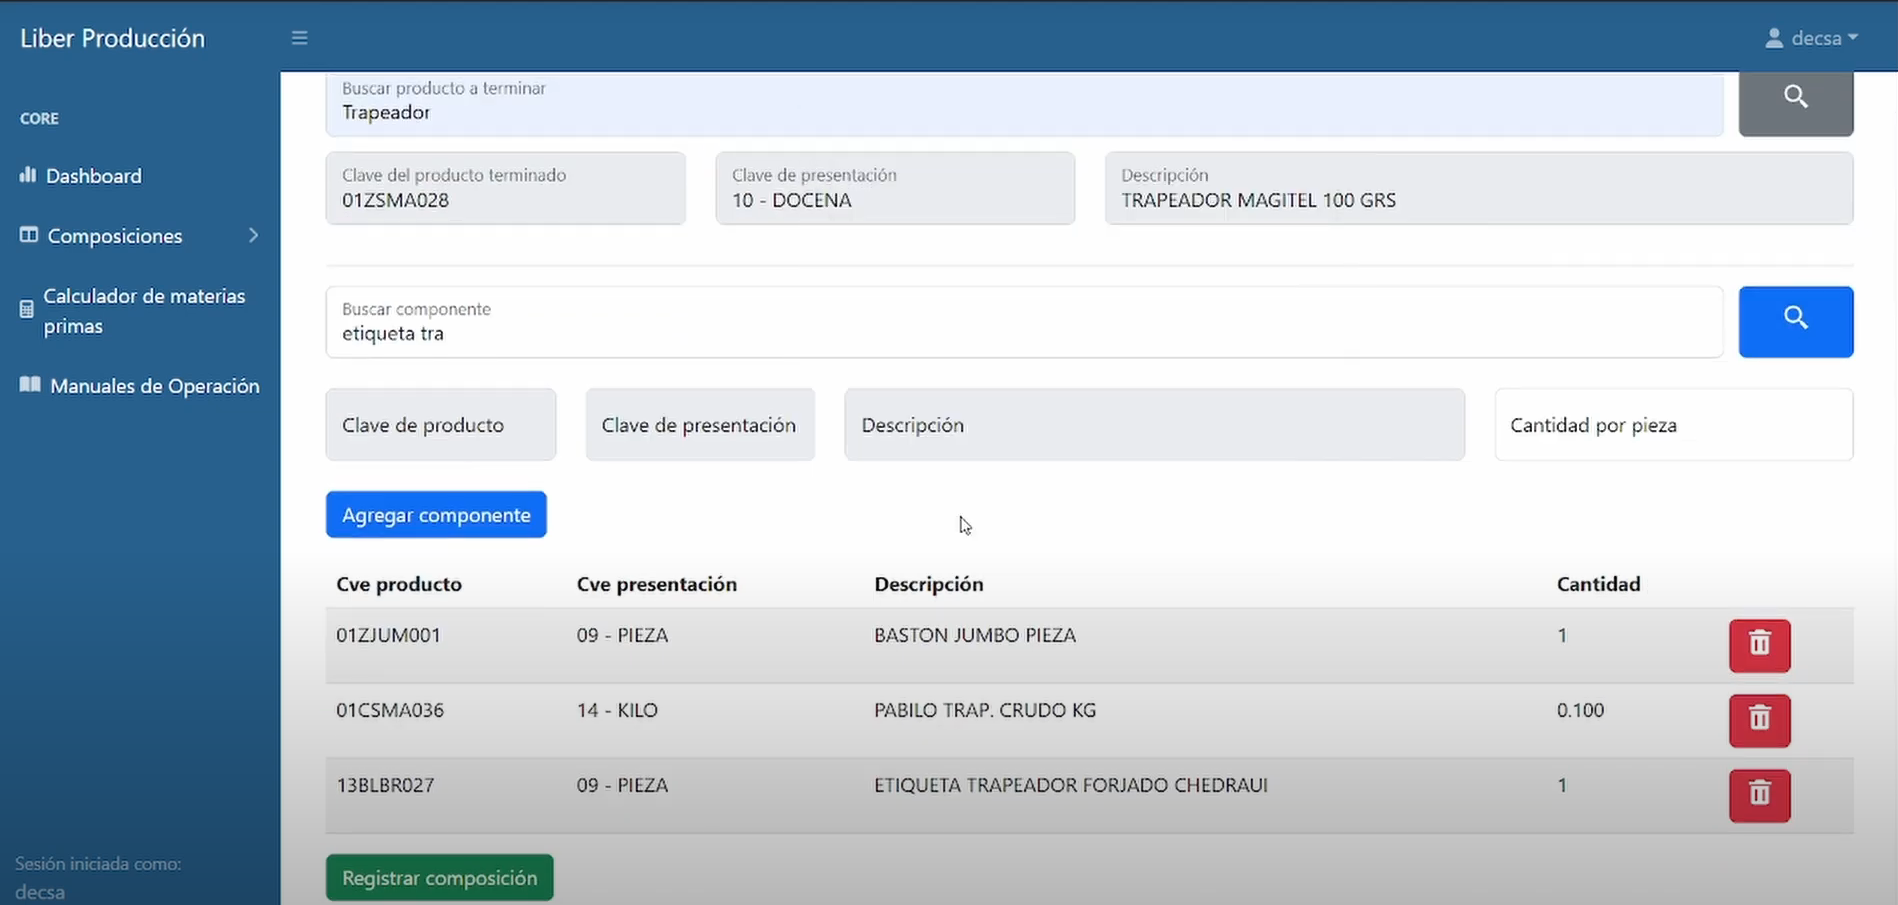 Liber Producción
decsa
CORE
Dashboard
Composiciones
Calculador de materias
primas
Manuales de Operación
Sesión iniciada como:
decsa
Buscar producto a terminar
Trapeador
Clave del producto terminado
01ZSMA028
Clave de presentación
10 - DOCENA
Descripción
TRAPEADOR MAGITEL 100 GRS
Buscar componente
etiqueta tra
Clave de producto
Clave de presentación
Descripción
Cantidad por pieza
Agregar componente
Cve producto Cve presentación Descripción Cantidad
01ZJUM001 09 - PIEZA BASTON JUMBO PIEZA 1
01CSMA036 14 - KILO PABILO TRAP. CRUDO KG 0.100
13BLBR027 09 - PIEZA ETIQUETA TRAPEADOR FORJADO CHEDRAUI 1
Registrar composición